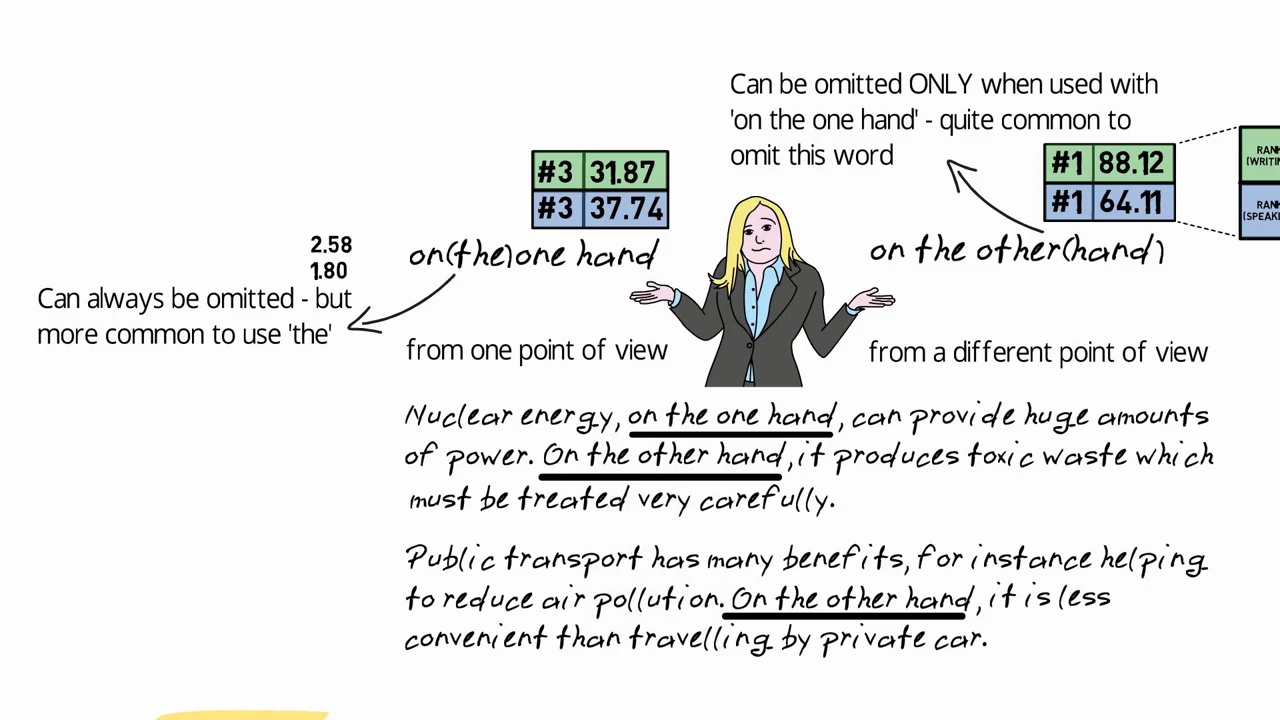 Can be omitted ONLY when used with
'on the one hand' - quite common to
omit this word
#3 31.87
#3 37.74
#1 88.12
#1 64.11
2.58
1.80
on(the)one hand
on the other(hand)
Can always be omitted - but
more common to use 'the'
from one point of view
from a different point of view
Nuclear energy, on the one hand, can provide huge amounts
of power. On the other hand, it produces toxic waste which
must be treated very carefully.
Public transport has many benefits, for instance helping
to reduce air pollution. On the other hand, it is less
convenient than travelling by private car.